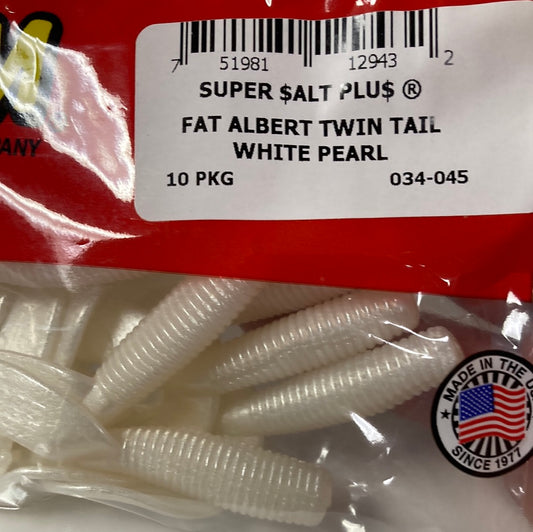 ANY
7 51981 12943 2
SUPER $ALT PLU$ ®
FAT ALBERT TWIN TAIL
WHITE PEARL
10 PKG 034-045
MADE IN THE US
SINCE 1977